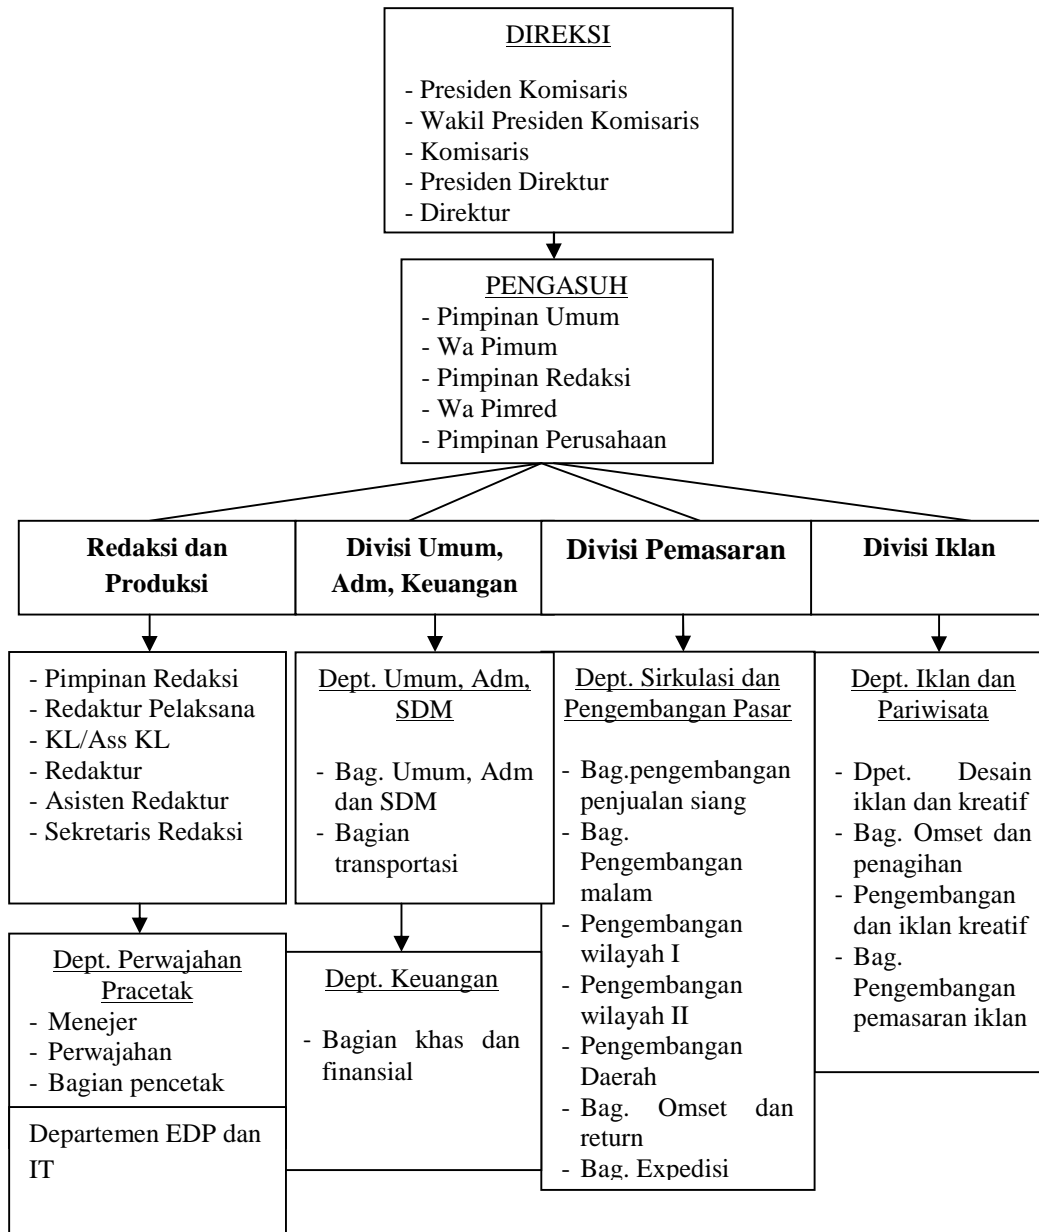 DIREKSI
- Presiden Komisaris
- Wakil Presiden Komisaris
- Komisaris
- Presiden Direktur
- Direktur
PENGASUH
- Pimpinan Umum
- Wa Pimum
- Pimpinan Redaksi
- Wa Pimred
- Pimpinan Perusahaan
Redaksi dan
Produksi
Divisi Umum,
Adm, Keuangan
Divisi Pemasaran
Divisi Iklan
- Pimpinan Redaksi
- Redaktur Pelaksana
- KL/Ass KL
- Redaktur
- Asisten Redaktur
- Sekretaris Redaksi
Dept. Perwajahan
Pracetak
- Menejer
- Perwajahan
- Bagian pencetak
Departemen EDP dan
IT
Dept. Umum, Adm,
SDM
- Bag. Umum, Adm
dan SDM
- Bagian
transportasi
Dept. Keuangan
- Bagian khas dan
finansial
Dept. Sirkulasi dan
Pengembangan Pasar
- Bag.pengembangan
penjualan siang
- Bag.
Pengembangan
malam
- Pengembangan
wilayah I
- Pengembangan
wilayah II
- Pengembangan
Daerah
- Bag. Omset dan
return
- Bag. Expedisi
Dept. Iklan dan
Pariwisata
- Dpet. Desain
iklan dan kreatif
- Bag. Omset dan
penagihan
- Pengembangan
dan iklan kreatif
- Bag.
Pengembangan
pemasaran iklan